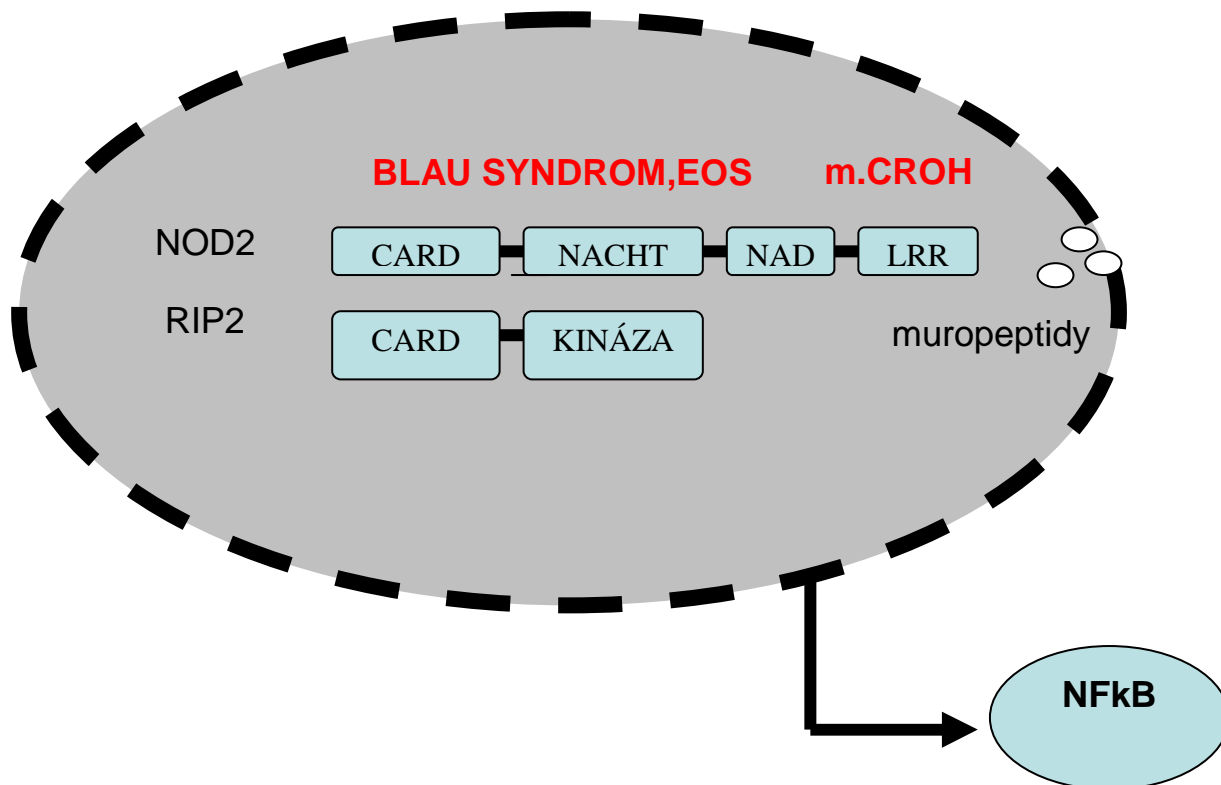 BLAU SYNDROM,EOS m.CROH
NOD2 CARD NACHT NAD LRR
RIP2 CARD KINÁZA muropeptidy
NFkB